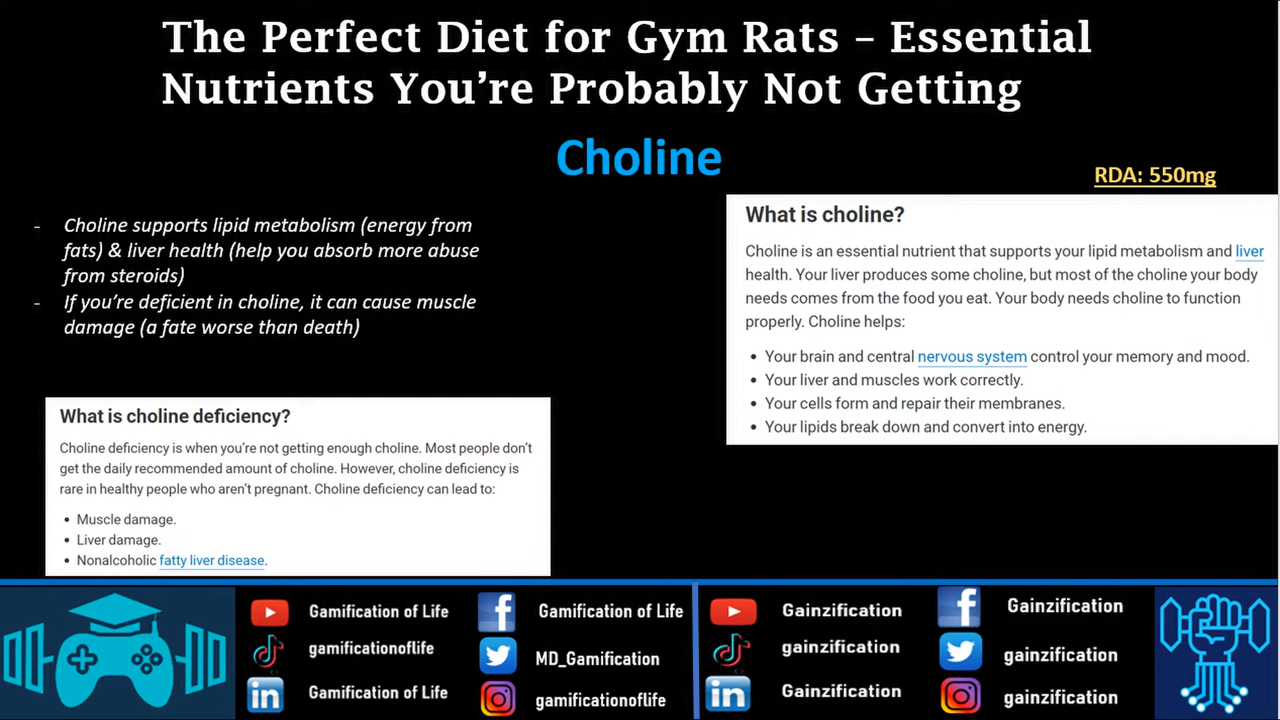 The Perfect Diet for Gym Rats – Essential
Nutrients You're Probably Not Getting
Choline
RDA: 550mg
- Choline supports lipid metabolism (energy from
fats) & liver health (help you absorb more abuse
from steroids)
- If you're deficient in choline, it can cause muscle
damage (a fate worse than death)
What is choline?
Choline is an essential nutrient that supports your lipid metabolism and liver
health. Your liver produces some choline, but most of the choline your body
needs comes from the food you eat. Your body needs choline to function
properly. Choline helps:
• Your brain and central nervous system control your memory and mood.
• Your liver and muscles work correctly.
• Your cells form and repair their membranes.
• Your lipids break down and convert into energy.
What is choline deficiency?
Choline deficiency is when you're not getting enough choline. Most people don't
get the daily recommended amount of choline. However, choline deficiency is
rare in healthy people who aren't pregnant. Choline deficiency can lead to:
• Muscle damage.
• Liver damage.
• Nonalcoholic fatty liver disease.
Gamification of Life
gamificationoflife
Gamification of Life
Gamification of Life
MD_Gamification
gamificationoflife
Gainzification
gainzification
Gainzification
Gainzification
gainzification
gainzification